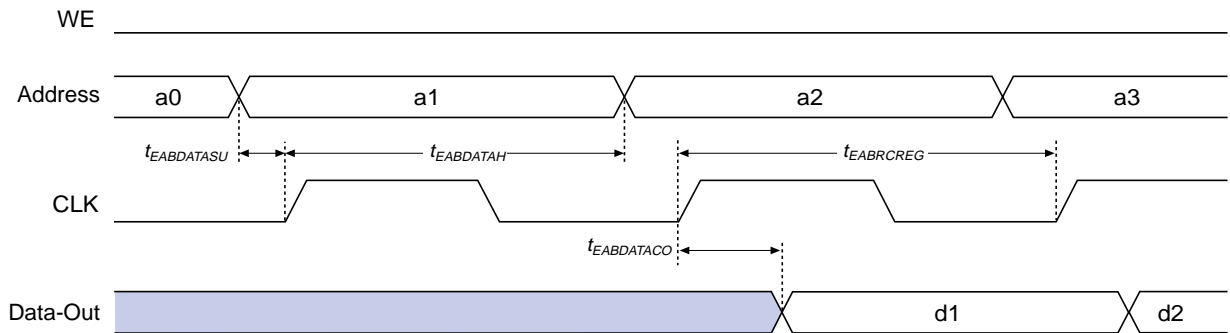 WE
Address
a0
a1
a2
a3
tEABDATASU
tEABDATAH
tEABRCREG
CLK
tEABDATACO
Data-Out
d1
d2